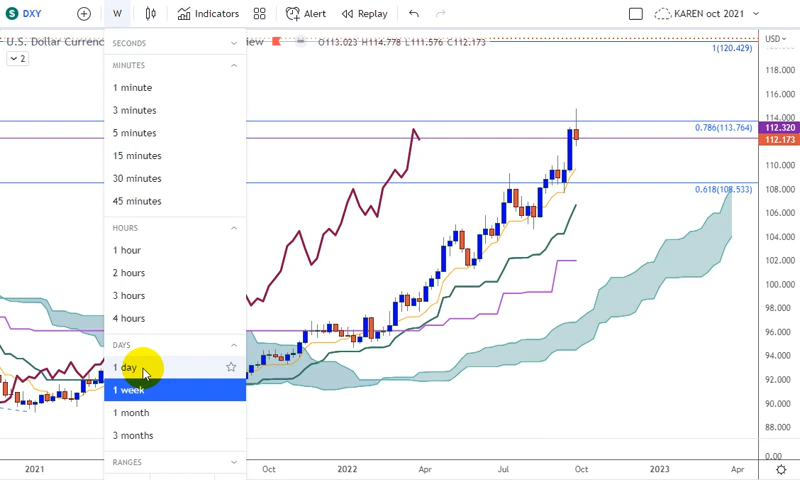 S DXY
W
Indicators
Alert
Replay
KAREN oct 2021
U.S. Dollar Currenc
view
O113.023 H114.778 L111.576 C112.173
USD
2
1(120.429)
SECONDS
MINUTES
1 minute
3 minutes
5 minutes
15 minutes
30 minutes
45 minutes
HOURS
1 hour
2 hours
3 hours
4 hours
DAYS
1 day
1 week
1 month
3 months
RANGES
0.786(113.764)
0.618(108.533)
118.000
116.000
114.000
112.320
112.173
110.000
108.000
106.000
104.000
102.000
100.000
98.000
96.000
94.000
92.000
90.000
88.000
0.00
2021
Oct
2022
Apr
Jul
Oct
2023
Apr